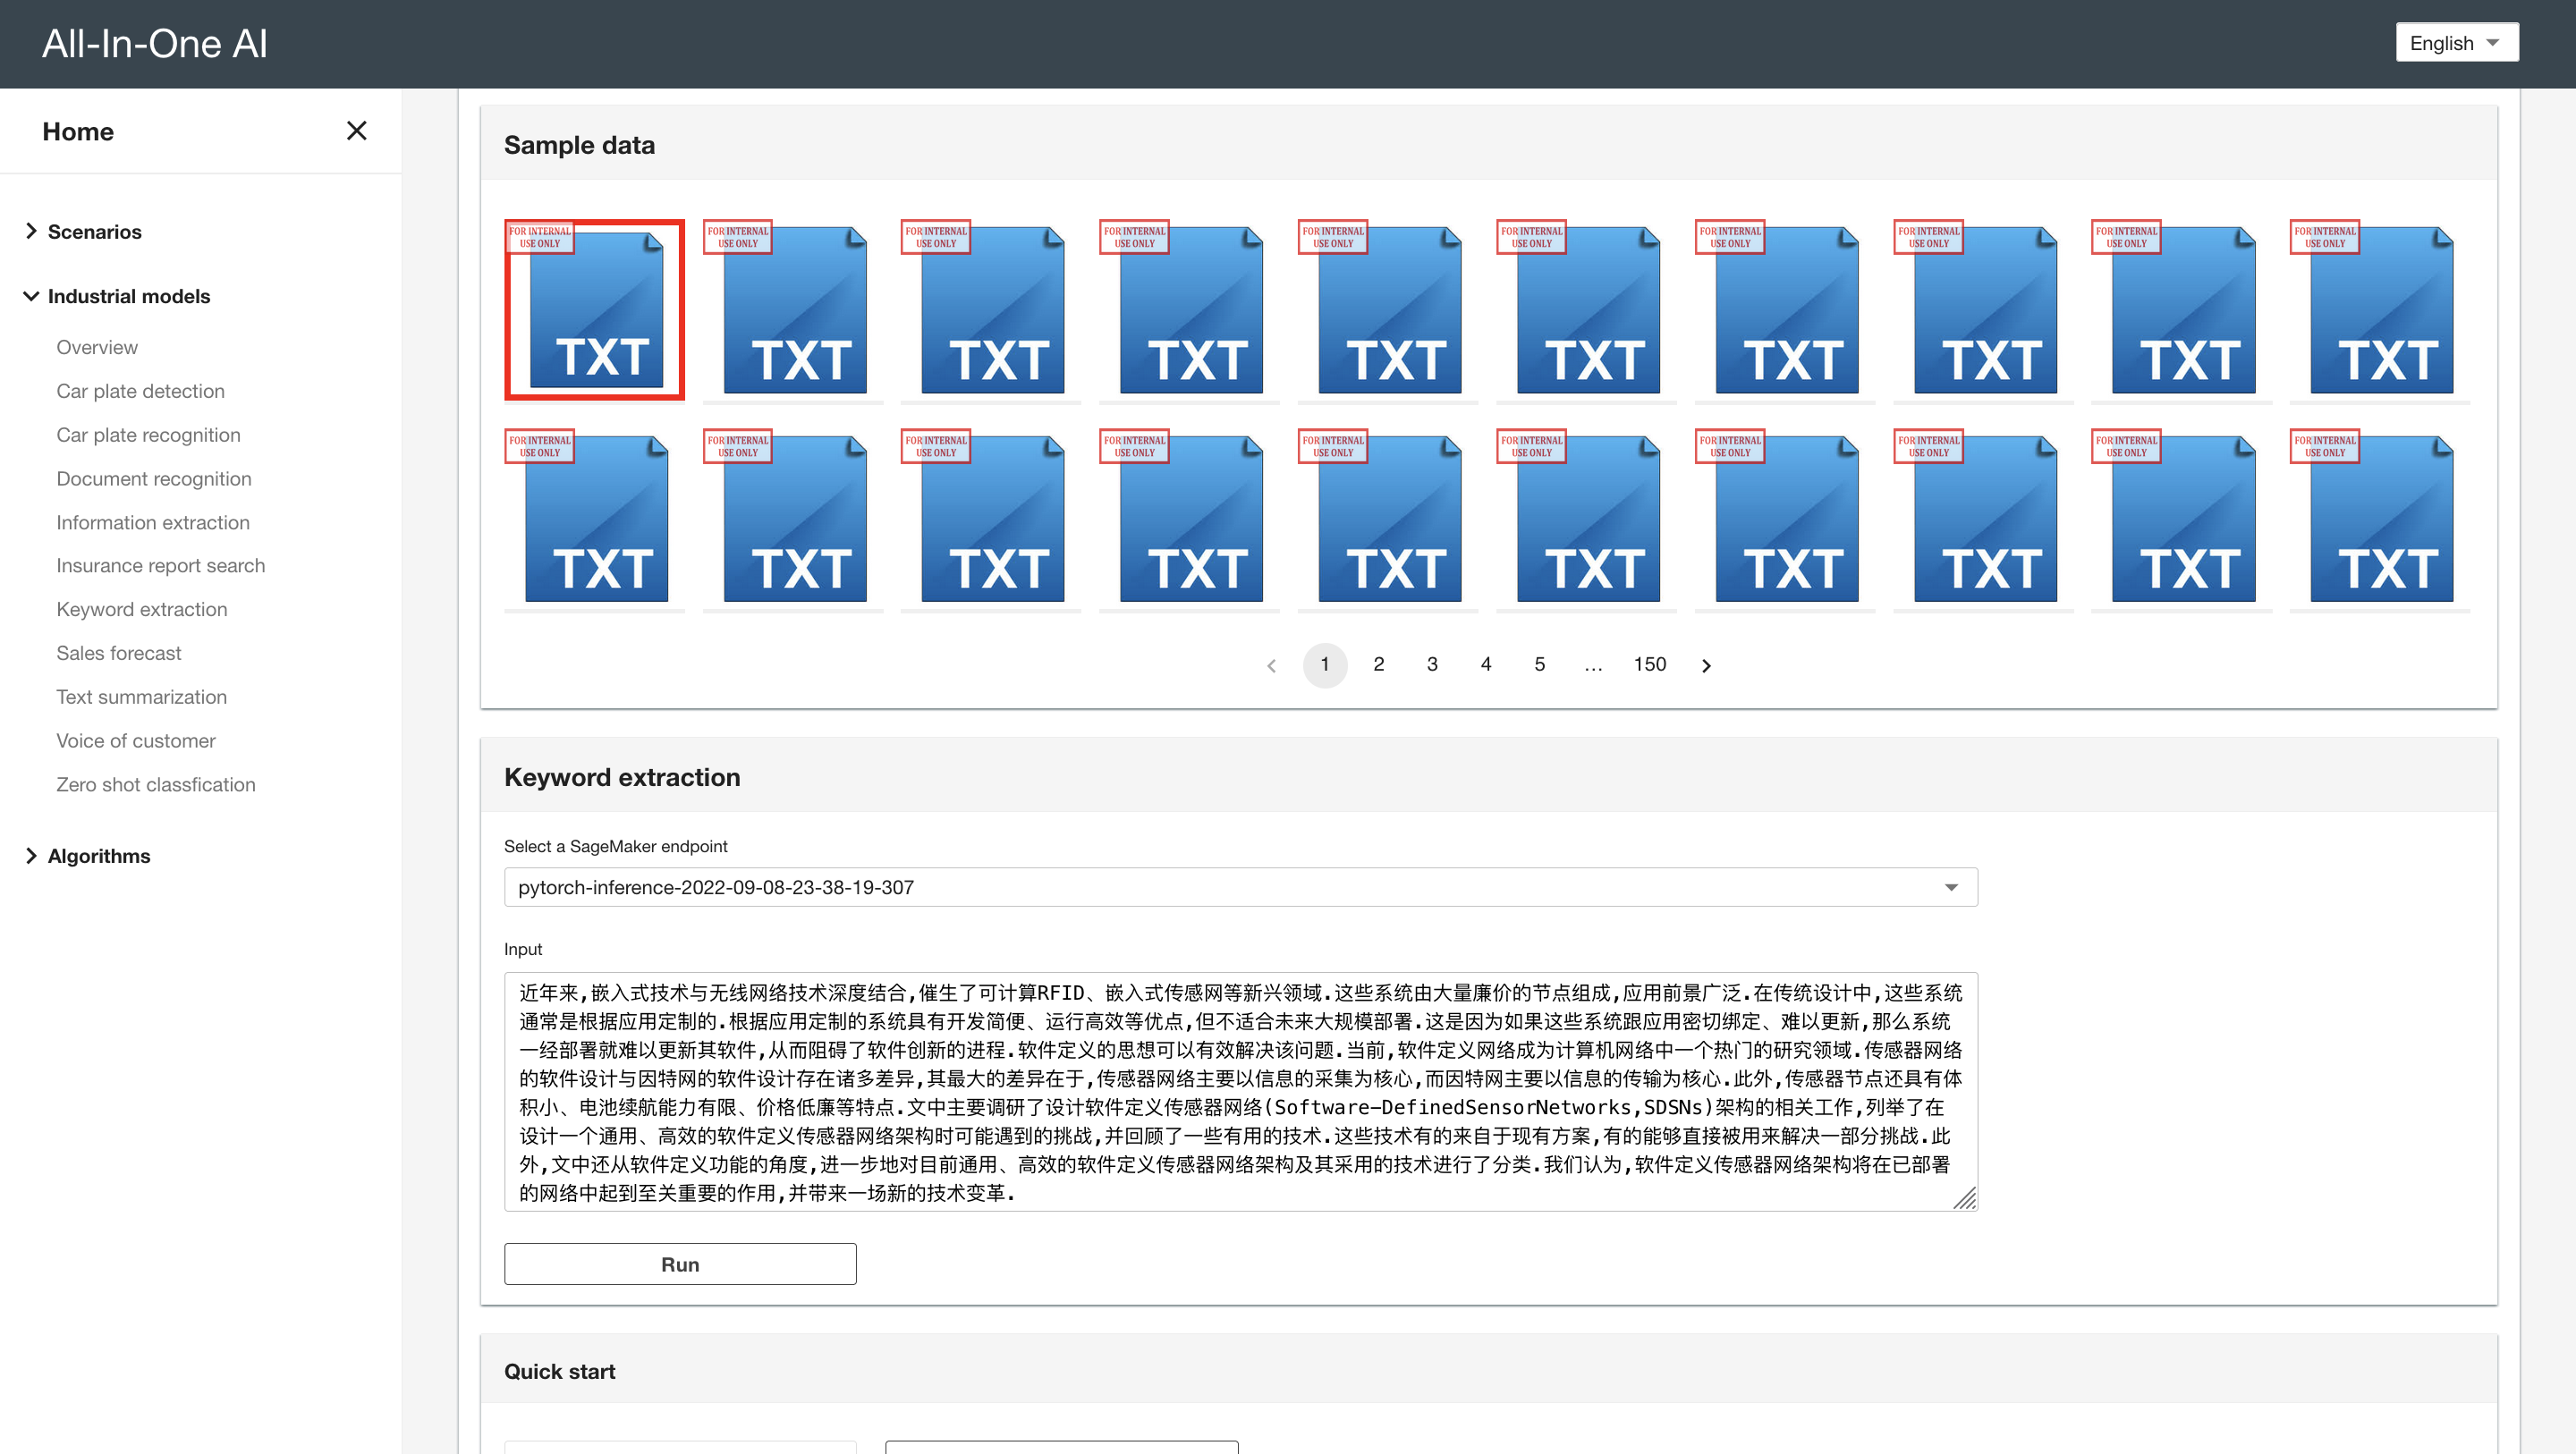 All-In-One AI
English
Home
Scenarios
Industrial models
Overview
Car plate detection
Car plate recognition
Document recognition
Information extraction
Insurance report search
Keyword extraction
Sales forecast
Text summarization
Voice of customer
Zero shot classfication
Algorithms
Sample data
FOR INTERNAL USE ONLY FOR INTERNAL USE ONLY FOR INTERNAL USE ONLY FOR INTERNAL USE ONLY FOR INTERNAL USE ONLY FOR INTERNAL USE ONLY FOR INTERNAL USE ONLY FOR INTERNAL USE ONLY FOR INTERNAL USE ONLY FOR INTERNAL USE ONLY
TXT TXT TXT TXT TXT TXT TXT TXT TXT TXT
FOR INTERNAL USE ONLY FOR INTERNAL USE ONLY FOR INTERNAL USE ONLY FOR INTERNAL USE ONLY FOR INTERNAL USE ONLY FOR INTERNAL USE ONLY FOR INTERNAL USE ONLY FOR INTERNAL USE ONLY FOR INTERNAL USE ONLY FOR INTERNAL USE ONLY
TXT TXT TXT TXT TXT TXT TXT TXT TXT TXT
1 2 3 4 5 ... 150
Keyword extraction
Select a SageMaker endpoint
pytorch-inference-2022-09-08-23-38-19-307
Input
近年来,嵌入式技术与无线网络技术深度结合,催生了可计算RFID、嵌入式传感网等新兴领域.这些系统由大量廉价的节点组成,应用前景广泛.在传统设计中,这些系统
通常是根据应用定制的.根据应用定制的系统具有开发简便、运行高效等优点,但不适合未来大规模部署.这是因为如果这些系统跟应用密切绑定、难以更新,那么系统
一经部署就难以更新其软件,从而阻碍了软件创新的进程.软件定义的思想可以有效解决该问题.当前,软件定义网络成为计算机网络中一个热门的研究领域.传感器网络
的软件设计与因特网的软件设计存在诸多差异,其最大的差异在于,传感器网络主要以信息的采集为核心,而因特网主要以信息的传输为核心.此外,传感器节点还具有体
积小、电池续航能力有限、价格低廉等特点.文中主要调研了设计软件定义传感器网络(Software-DefinedSensorNetworks,SDSNs)架构的相关工作,列举了在
设计一个通用、高效的软件定义传感器网络架构时可能遇到的挑战,并回顾了一些有用的技术.这些技术有的来自于现有方案,有的能够直接被用来解决一部分挑战.此
外,文中还从软件定义功能的角度,进一步地对目前通用、高效的软件定义传感器网络架构及其采用的技术进行了分类.我们认为,软件定义传感器网络架构将在已部署
的网络中起到至关重要的作用,并带来一场新的技术变革.
Run
Quick start